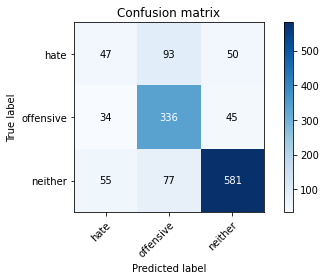 Confusion matrix
hate 47 93 50
offensive 34 336 45
neither 55 77 581
True label
hate offensive neither
Predicted label
500
400
300
200
100